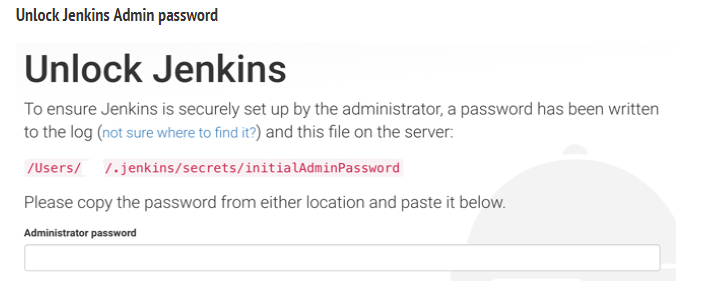 Unlock Jenkins Admin password
Unlock Jenkins
To ensure Jenkins is securely set up by the administrator, a password has been written
to the log (not sure where to find it?) and this file on the server:
/Users/ /.jenkins/secrets/initialAdminPassword
Please copy the password from either location and paste it below.
Administrator password